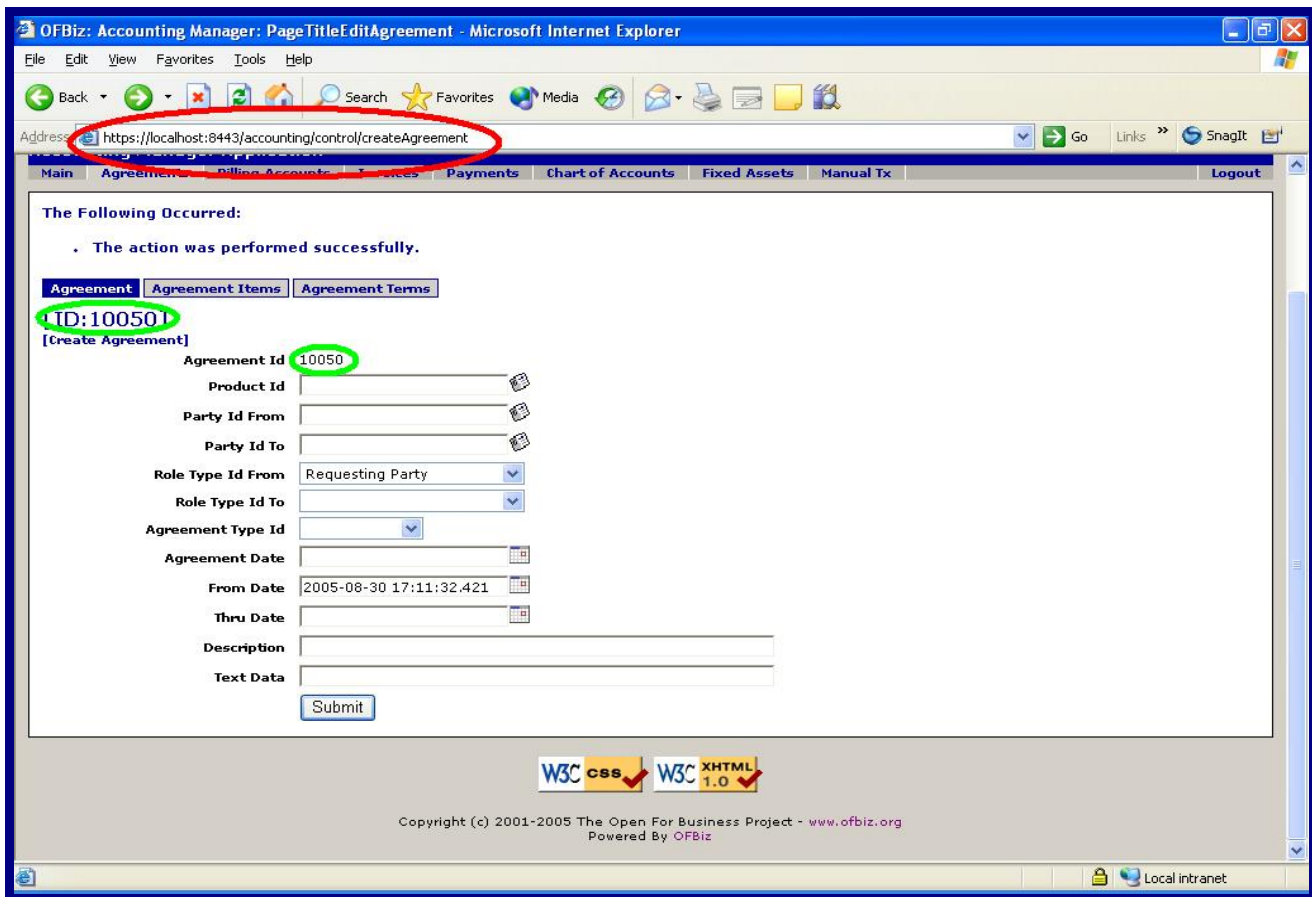 OFBiz: Accounting Manager: PageTitleEditAgreement - Microsoft Internet Explorer
File Edit View Favorites Tools Help
Back Search Favorites Media
Address https://localhost:8443/accounting/control/createAgreement Go Links » SnagIt
Main Agreements Billing Accounts Invoices Payments Chart of Accounts Fixed Assets Manual Tx Logout
The Following Occurred:
• The action was performed successfully.
Agreement Agreement Items Agreement Terms
[ID:10050]
[Create Agreement]
Agreement Id 10050
Product Id
Party Id From
Party Id To
Role Type Id From Requesting Party
Role Type Id To
Agreement Type Id
Agreement Date
From Date 2005-08-30 17:11:32.421
Thru Date
Description
Text Data
Submit
W3C css W3C XHTML 1.0
Copyright (c) 2001-2005 The Open For Business Project - www.ofbiz.org
Powered By OFBiz
Local intranet